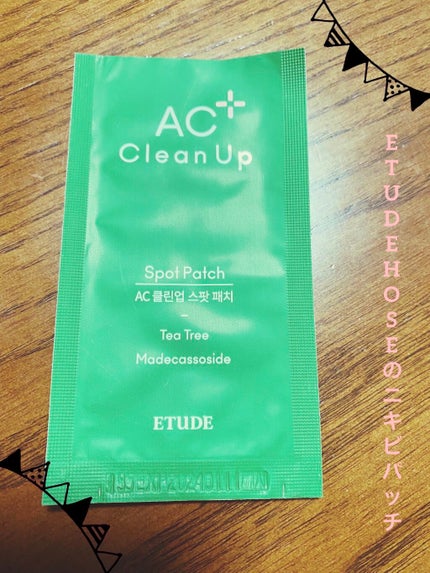 AC+
Clean Up
Spot Patch
AC 클린업 스팟 패치
Tea Tree
Madecassoside
ETUDE
ETUDEHOSEのニキビパッチ